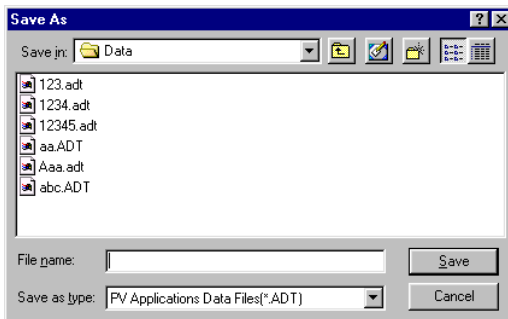 Save As
Save in: Data
123.adt
1234.adt
12345.adt
aa.ADT
Aaa.adt
abc.ADT
File name:
Save
Save as type: PV Applications Data Files(*.ADT)
Cancel